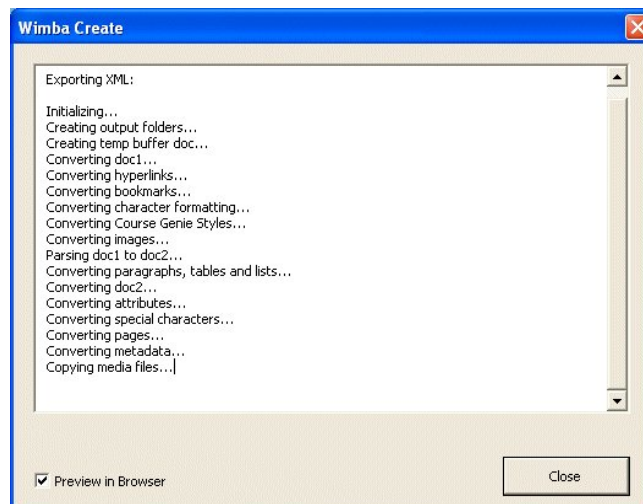 Wimba Create
Exporting XML:
Initializing...
Creating output folders...
Creating temp buffer doc...
Converting doc1...
Converting hyperlinks...
Converting bookmarks...
Converting character formatting...
Converting Course Genie Styles...
Converting images...
Parsing doc1 to doc2...
Converting paragraphs, tables and lists...
Converting doc2...
Converting attributes...
Converting special characters...
Converting pages...
Converting metadata...
Copying media files...
Preview in Browser
Close